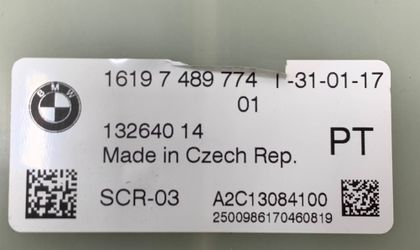 BMW
1619 7 489 774 I -31-01-17
01
132640 14
Made in Czech Rep.
PT
SCR-03 A2C13084100
2500986170460819